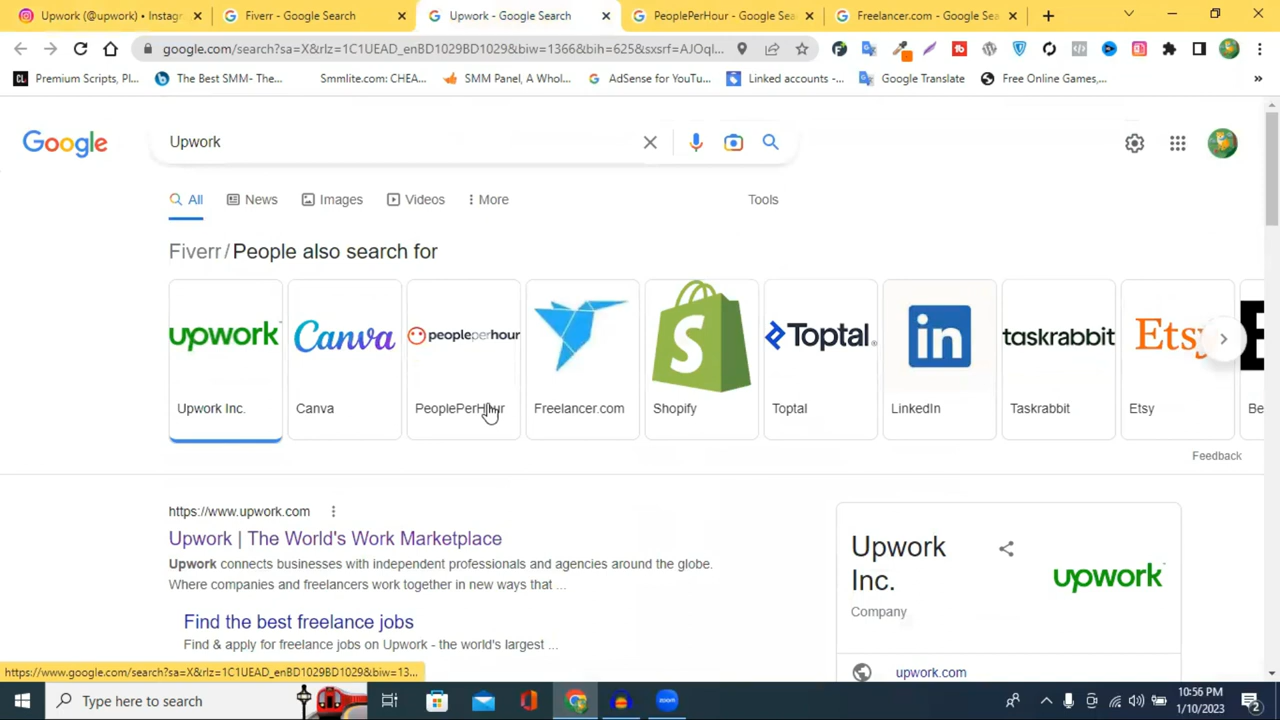 Upwork (@upwork) • Instag
Fiverr - Google Search
Upwork - Google Search
PeoplePerHour - Google Se
Freelancer.com - Google Sea
google.com/search?sa=X&rlz=1C1UEAD_enBD1029BD1029&biw=1366&bih=625&sxsrf=AJOql...
Premium Scripts, Pl...
The Best SMM- The...
Smmlite.com: CHEA...
SMM Panel, A Whol...
AdSense for YouTu...
Linked accounts -...
Google Translate
Free Online Games,...
Google
Upwork
All
News
Images
Videos
More
Tools
Fiverr / People also search for
upwork
Canva
peopleperhour
Toptal
in
taskrabbit
Etsy
Upwork Inc.
Canva
PeoplePerHour
Freelancer.com
Shopify
Toptal
LinkedIn
Taskrabbit
Etsy
Be
Feedback
https://www.upwork.com
Upwork | The World's Work Marketplace
Upwork connects businesses with independent professionals and agencies around the globe.
Where companies and freelancers work together in new ways that ...
Find the best freelance jobs
Find & apply for freelance jobs on Upwork - the world's largest ...
Upwork
Inc.
Company
upwork
upwork.com
https://www.google.com/search?sa=X&rlz=1C1UEAD_enBD1029BD1029&biw=13...
Type here to search
10:56 PM
1/10/2023
2